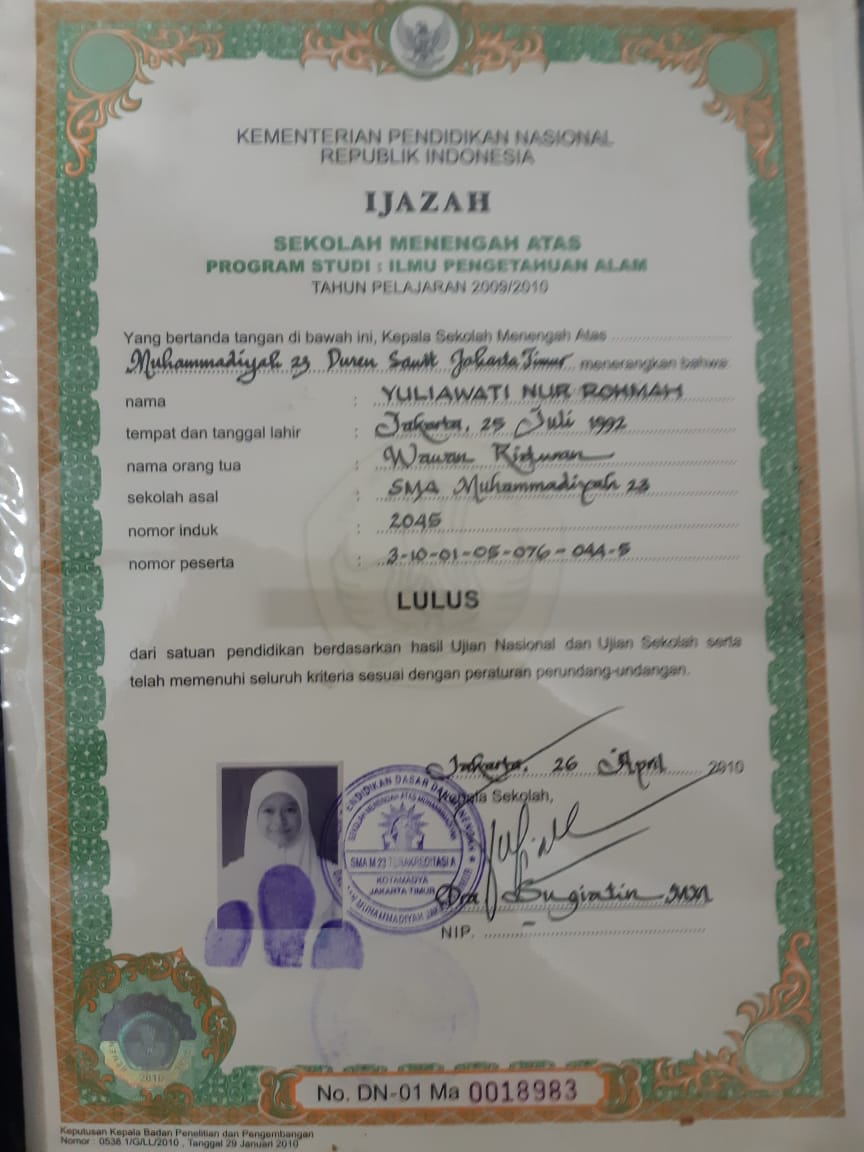 KEMENTERIAN PENDIDIKAN NASIONAL
REPUBLIK INDONESIA
IJAZAH
SEKOLAH MENENGAH ATAS
PROGRAM STUDI : ILMU PENGETAHUAN ALAM
TAHUN PELAJARAN 2009/2010
Yang bertanda tangan di bawah ini, Kepala Sekolah Menengah Atas
Muhammadiyah 23 Duren Sawit Jakarta Timur menerangkan bahwa
nama : YULIAWATI NUR ROHMAH
tempat dan tanggal lahir : Jakarta, 25 Juli 1992
nama orang tua : Wawan Ridwan
sekolah asal : SMA Muhammadiyah 23
nomor induk : 2045
nomor peserta : 3-10-01-05-076-044-5
LULUS
dari satuan pendidikan berdasarkan hasil Ujian Nasional dan Ujian Sekolah serta
telah memenuhi seluruh kriteria sesuai dengan peraturan perundang-undangan.
Jakarta, 26 April 2010
Kepala Sekolah,
SEKOLAH MENENGAH ATAS MUHAMMADIYAH
SMA M 23 TERAKREDITASI A
KOTAMADYA
JAKARTA TIMUR
Dra Sugiatin MM
NIP. -
2010
No. DN-01 Ma 0018983
Keputusan Kepala Badan Penelitian dan Pengembangan
Nomor : 0538.1/G/LL/2010 , Tanggal 29 Januari 2010